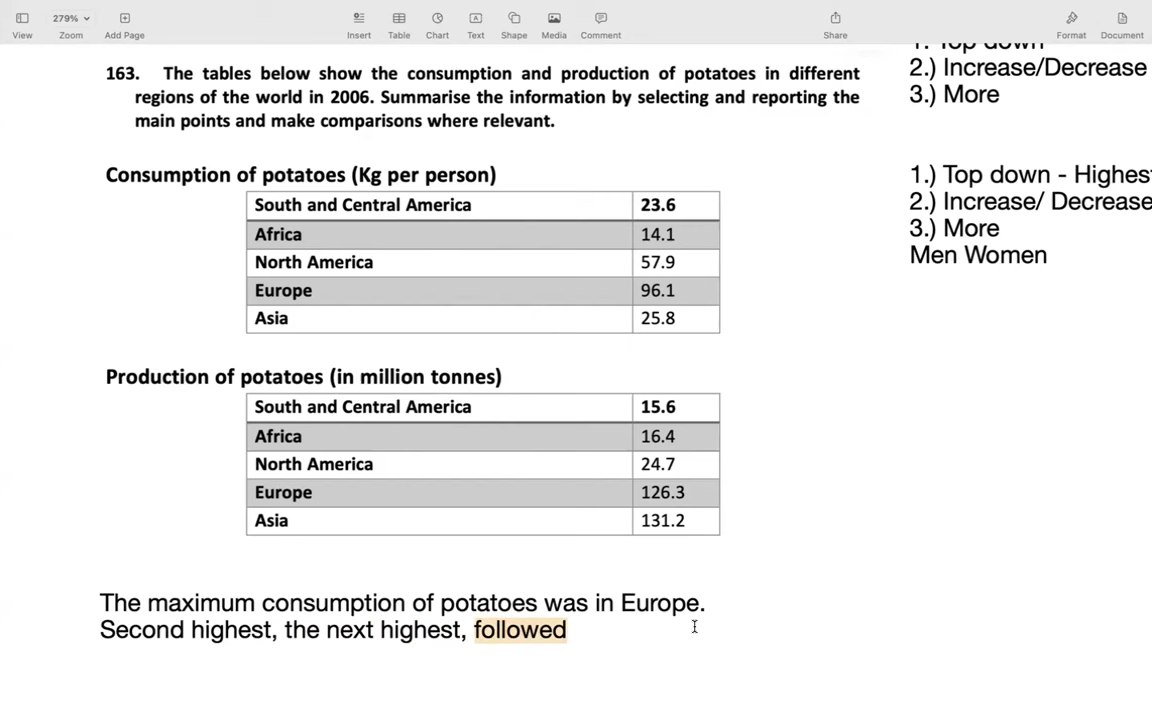 279%
View
Zoom
Add Page
Insert
Table
Chart
Text
Shape
Media
Comment
Share
Format
Document
163. The tables below show the consumption and production of potatoes in different
regions of the world in 2006. Summarise the information by selecting and reporting the
main points and make comparisons where relevant.
Consumption of potatoes (Kg per person)
South and Central America 23.6
Africa 14.1
North America 57.9
Europe 96.1
Asia 25.8
Production of potatoes (in million tonnes)
South and Central America 15.6
Africa 16.4
North America 24.7
Europe 126.3
Asia 131.2
The maximum consumption of potatoes was in Europe.
Second highest, the next highest, followed
1. Top down
2.) Increase/Decrease
3.) More
1.) Top down - Highes
2.) Increase/ Decrease
3.) More
Men Women